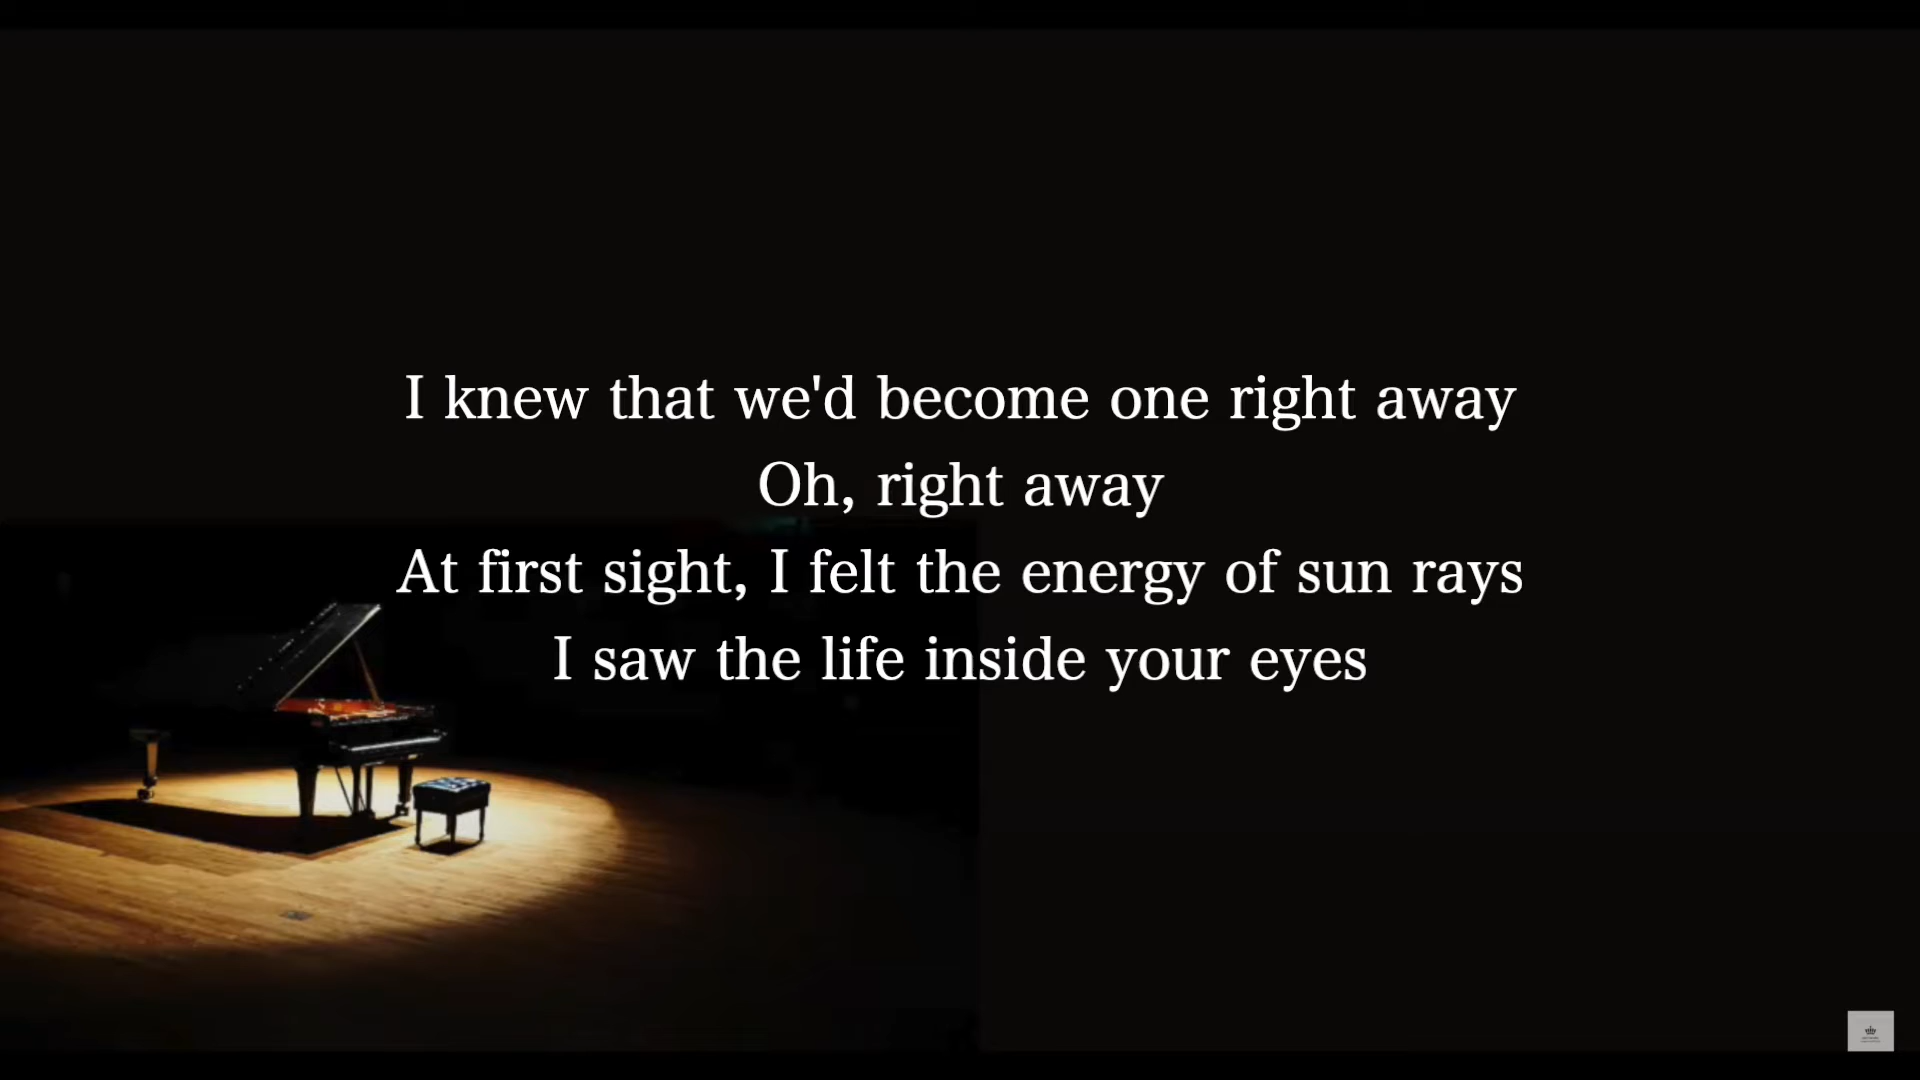 I knew that we'd become one right away
Oh, right away
At first sight, I felt the energy of sun rays
I saw the life inside your eyes